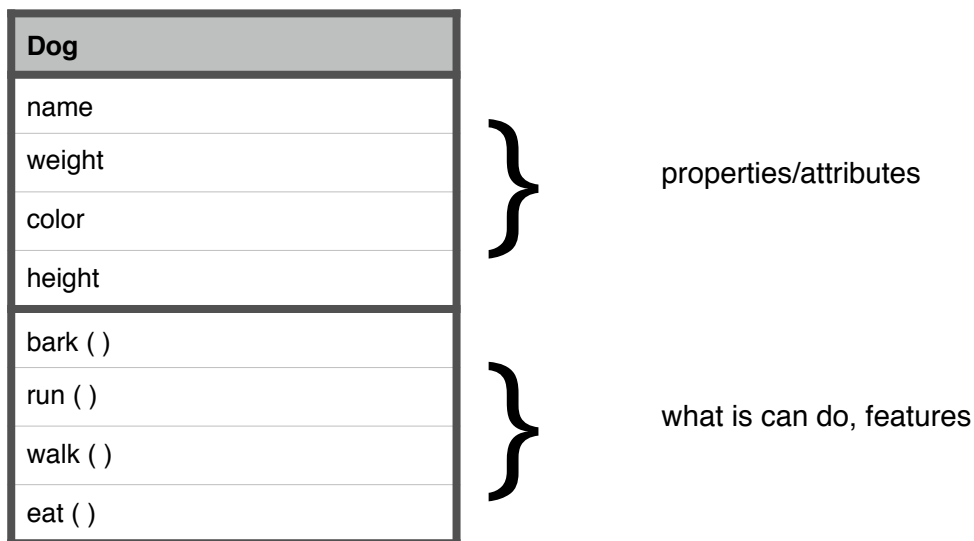 Dog
name
weight
color
height
properties/attributes
bark ( )
run ( )
walk ( )
eat ( )
what is can do, features